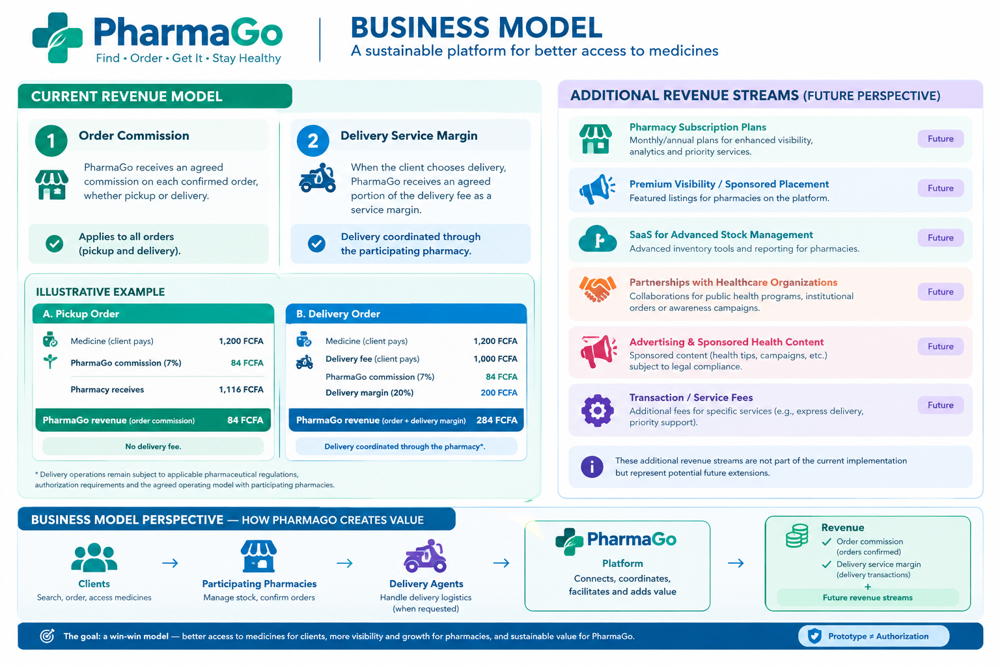 PharmaGo
Find • Order • Get It • Stay Healthy
BUSINESS MODEL
A sustainable platform for better access to medicines
CURRENT REVENUE MODEL
1
Order Commission
PharmaGo receives an agreed
commission on each confirmed order,
whether pickup or delivery.
Applies to all orders
(pickup and delivery).
2
Delivery Service Margin
When the client chooses delivery,
PharmaGo receives an agreed
portion of the delivery fee as a
service margin.
Delivery coordinated through
the participating pharmacy.
ILLUSTRATIVE EXAMPLE
A. Pickup Order
Medicine (client pays) 1,200 FCFA
PharmaGo commission (7%) 84 FCFA
Pharmacy receives 1,116 FCFA
PharmaGo revenue (order commission) 84 FCFA
No delivery fee.
B. Delivery Order
Medicine (client pays) 1,200 FCFA
Delivery fee (client pays) 1,000 FCFA
PharmaGo commission (7%) 84 FCFA
Delivery margin (20%) 200 FCFA
PharmaGo revenue (order + delivery margin) 284 FCFA
Delivery coordinated through the pharmacy*.
* Delivery operations remain subject to applicable pharmaceutical regulations,
authorization requirements and the agreed operating model with participating pharmacies.
ADDITIONAL REVENUE STREAMS (FUTURE PERSPECTIVE)
Pharmacy Subscription Plans
Monthly/annual plans for enhanced visibility,
analytics and priority services.
Future
Premium Visibility / Sponsored Placement
Featured listings for pharmacies on the platform.
Future
SaaS for Advanced Stock Management
Advanced inventory tools and reporting for pharmacies.
Future
Partnerships with Healthcare Organizations
Collaborations for public health programs, institutional
orders or awareness campaigns.
Future
Advertising & Sponsored Health Content
Sponsored content (health tips, campaigns, etc.)
subject to legal compliance.
Future
Transaction / Service Fees
Additional fees for specific services (e.g., express delivery,
priority support).
Future
i
These additional revenue streams are not part of the current implementation
but represent potential future extensions.
BUSINESS MODEL PERSPECTIVE — HOW PHARMAGO CREATES VALUE
Clients
Search, order, access medicines
Participating Pharmacies
Manage stock, confirm orders
Delivery Agents
Handle delivery logistics
(when requested)
PharmaGo
Platform
Connects, coordinates,
facilitates and adds value
Revenue
Order commission
(orders confirmed)
Delivery service margin
(delivery transactions)
+
Future revenue streams
The goal: a win-win model — better access to medicines for clients, more visibility and growth for pharmacies, and sustainable value for PharmaGo.
Prototype ≠ Authorization